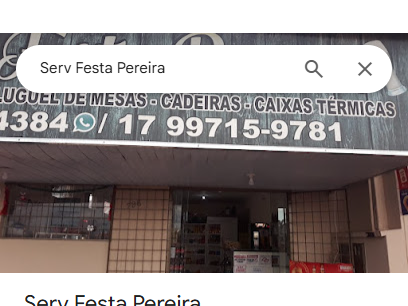 Serv Festa Pereira
LUGUEL DE MESAS - CADEIRAS - CAIXAS TÉRMICAS
4384 / 17 99715-9781
Serv Festa Pereira